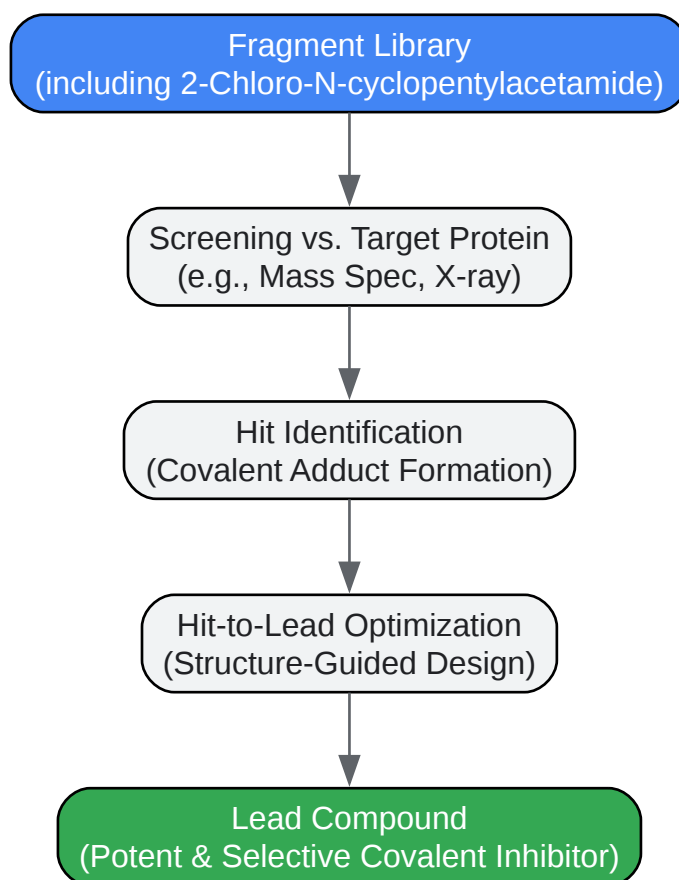 Fragment Library
(including 2-Chloro-N-cyclopentylacetamide)
Screening vs. Target Protein
(e.g., Mass Spec, X-ray)
Hit Identification
(Covalent Adduct Formation)
Hit-to-Lead Optimization
(Structure-Guided Design)
Lead Compound
(Potent & Selective Covalent Inhibitor)